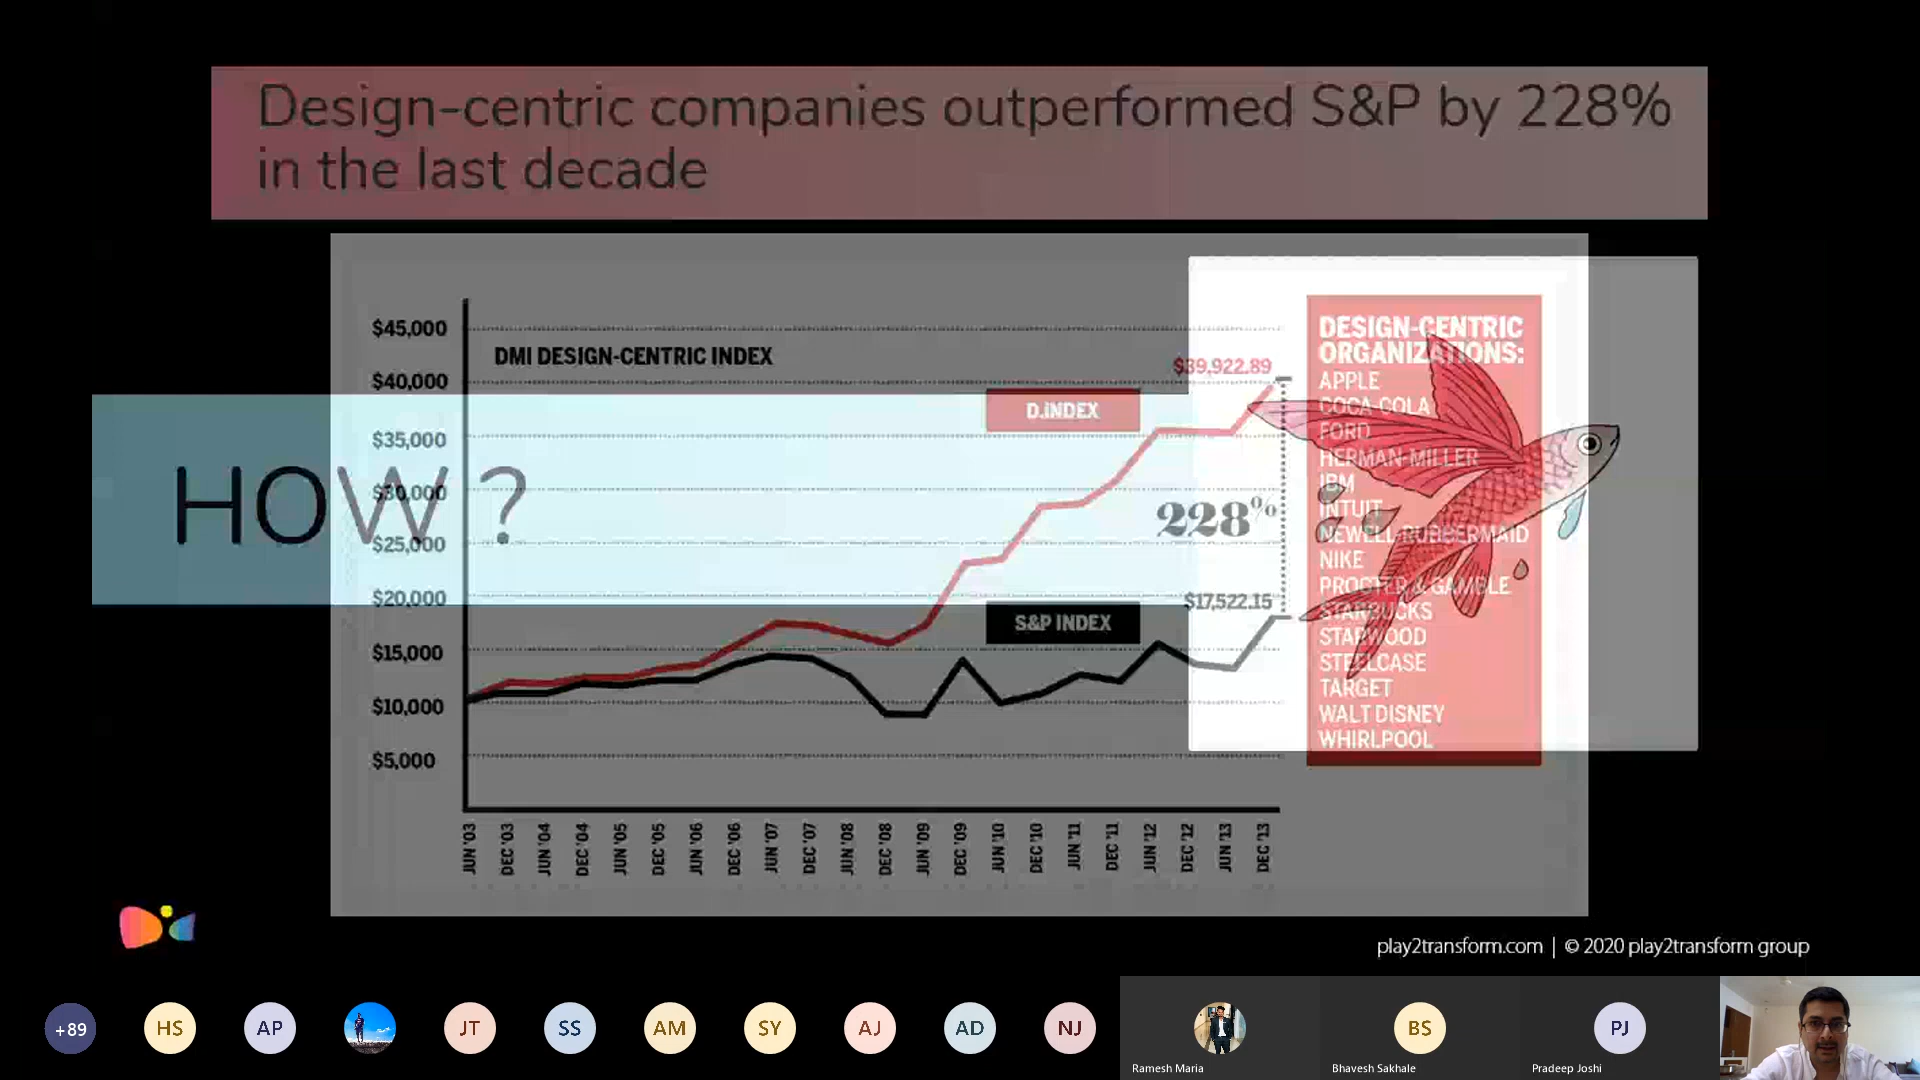 Design-centric companies outperformed S&P by 228%
in the last decade
HOW ?
$45,000
$40,000
$35,000
$30,000
$25,000
$20,000
$15,000
$10,000
$5,000
DMI DESIGN-CENTRIC INDEX
D.INDEX
$39,922.89
228%
$17,522.15
S&P INDEX
JUN '03
DEC '03
JUN '04
DEC '04
JUN '05
DEC '05
JUN '06
DEC '06
JUN '07
DEC '07
JUN '08
DEC '08
JUN '09
DEC '09
JUN '10
DEC '10
JUN '11
DEC '11
JUN '12
DEC '12
JUN '13
DEC '13
DESIGN-CENTRIC
ORGANIZATIONS:
APPLE
COCA-COLA
FORD
HERMAN-MILLER
IBM
INTUIT
NEWELL-RUBBERMAID
NIKE
PROCTER & GAMBLE
STARBUCKS
STARWOOD
STEELCASE
TARGET
WALT DISNEY
WHIRLPOOL
play2transform.com | © 2020 play2transform group
+89
HS
AP
JT
SS
AM
SY
AJ
AD
NJ
Ramesh Maria
BS
Bhavesh Sakhale
PJ
Pradeep Joshi